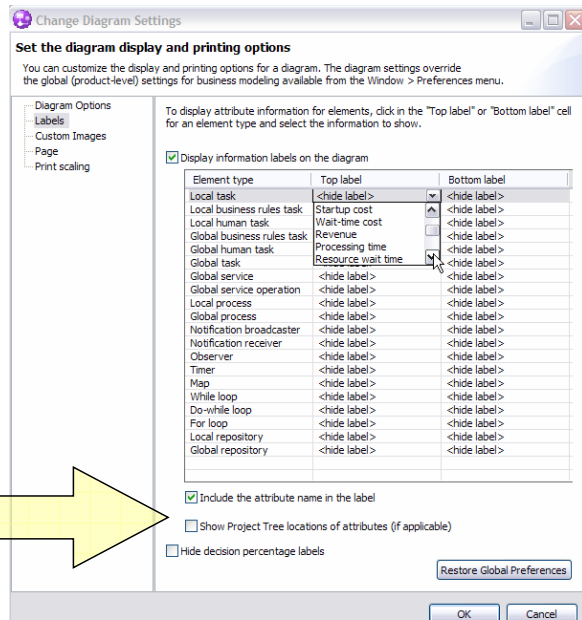 Change Diagram Settings
Set the diagram display and printing options
You can customize the display and printing options for a diagram. The diagram settings override
the global (product-level) settings for business modeling available from the Window > Preferences menu.
Diagram Options
Labels
Custom Images
Page
Print scaling
To display attribute information for elements, click in the "Top label" or "Bottom label" cell
for an element type and select the information to show.
Display information labels on the diagram
Element type Top label Bottom label
Local task <hide label> <hide label>
Local business rules task Startup cost <hide label>
Local human task Wait-time cost <hide label>
Global business rules task Revenue <hide label>
Global human task Processing time <hide label>
Global task Resource wait time <hide label>
Global service <hide label> <hide label>
Global service operation <hide label> <hide label>
Local process <hide label> <hide label>
Global process <hide label> <hide label>
Notification broadcaster <hide label> <hide label>
Notification receiver <hide label> <hide label>
Observer <hide label> <hide label>
Timer <hide label> <hide label>
Map <hide label> <hide label>
While loop <hide label> <hide label>
Do-while loop <hide label> <hide label>
For loop <hide label> <hide label>
Local repository <hide label> <hide label>
Global repository <hide label> <hide label>
Include the attribute name in the label
Show Project Tree locations of attributes (if applicable)
Hide decision percentage labels
Restore Global Preferences
OK Cancel